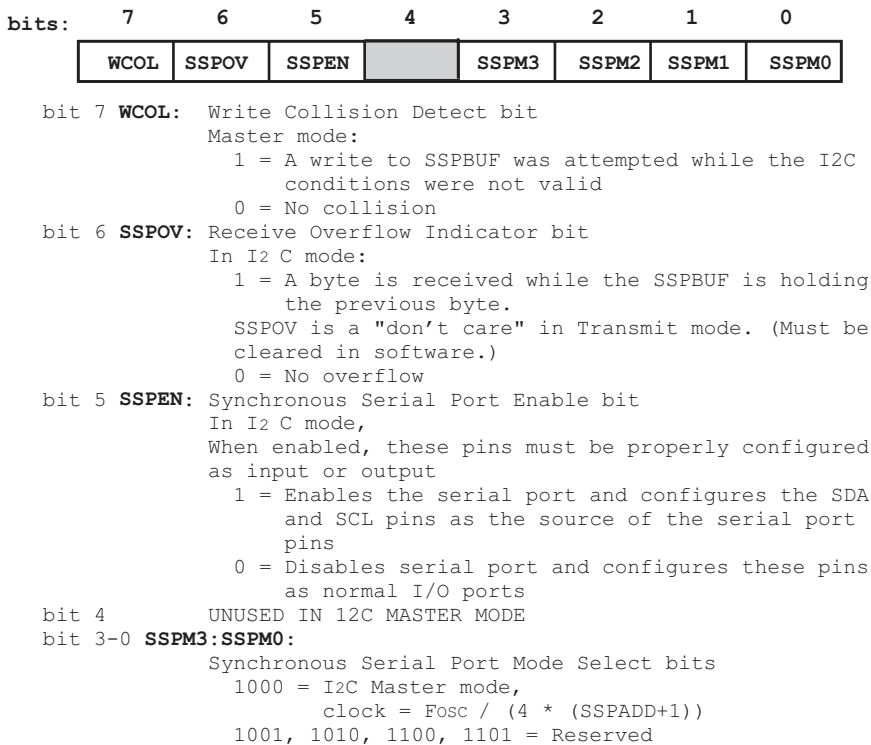 bits: 7 6 5 4 3 2 1 0
WCOL SSPOV SSPEN SSPM3 SSPM2 SSPM1 SSPM0
bit 7 WCOL: Write Collision Detect bit
Master mode:
1 = A write to SSPBUF was attempted while the I2C
conditions were not valid
0 = No collision
bit 6 SSPOV: Receive Overflow Indicator bit
In I2 C mode:
1 = A byte is received while the SSPBUF is holding
the previous byte.
SSPOV is a "don't care" in Transmit mode. (Must be
cleared in software.)
0 = No overflow
bit 5 SSPEN: Synchronous Serial Port Enable bit
In I2 C mode,
When enabled, these pins must be properly configured
as input or output
1 = Enables the serial port and configures the SDA
and SCL pins as the source of the serial port
pins
0 = Disables serial port and configures these pins
as normal I/O ports
bit 4 UNUSED IN 12C MASTER MODE
bit 3-0 SSPM3:SSPM0:
Synchronous Serial Port Mode Select bits
1000 = I2C Master mode,
clock = FOSC / (4 * (SSPADD+1))
1001, 1010, 1100, 1101 = Reserved